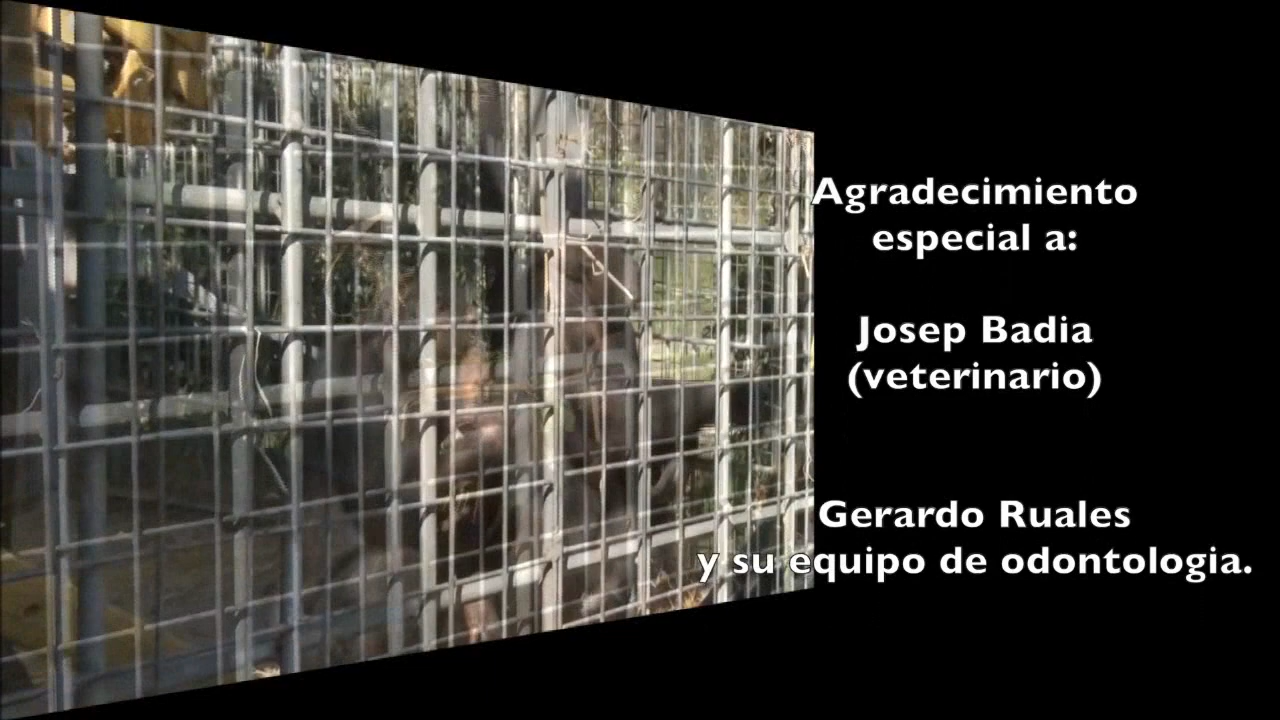 Agradecimiento
especial a:
Josep Badia
(veterinario)
Gerardo Ruales
y su equipo de odontologia.